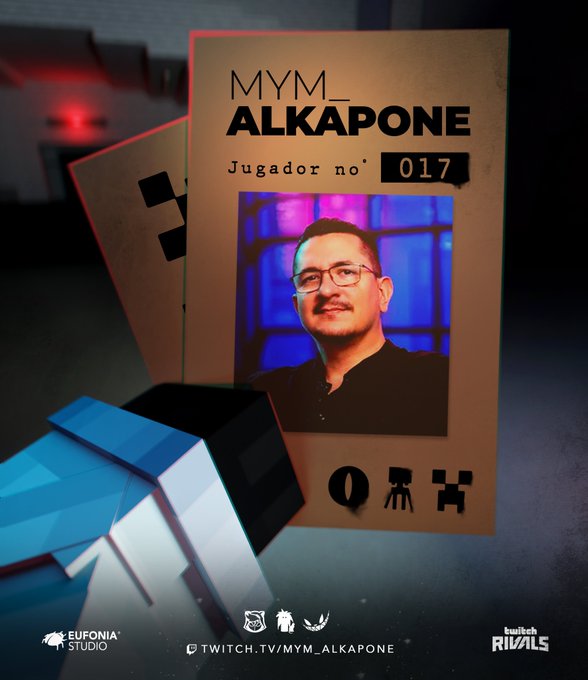 MYM_
ALKAPONE
Jugador no° 017
EUFONIA®
STUDIO
TWITCH.TV/MYM_ALKAPONE
twitch
RIVALS